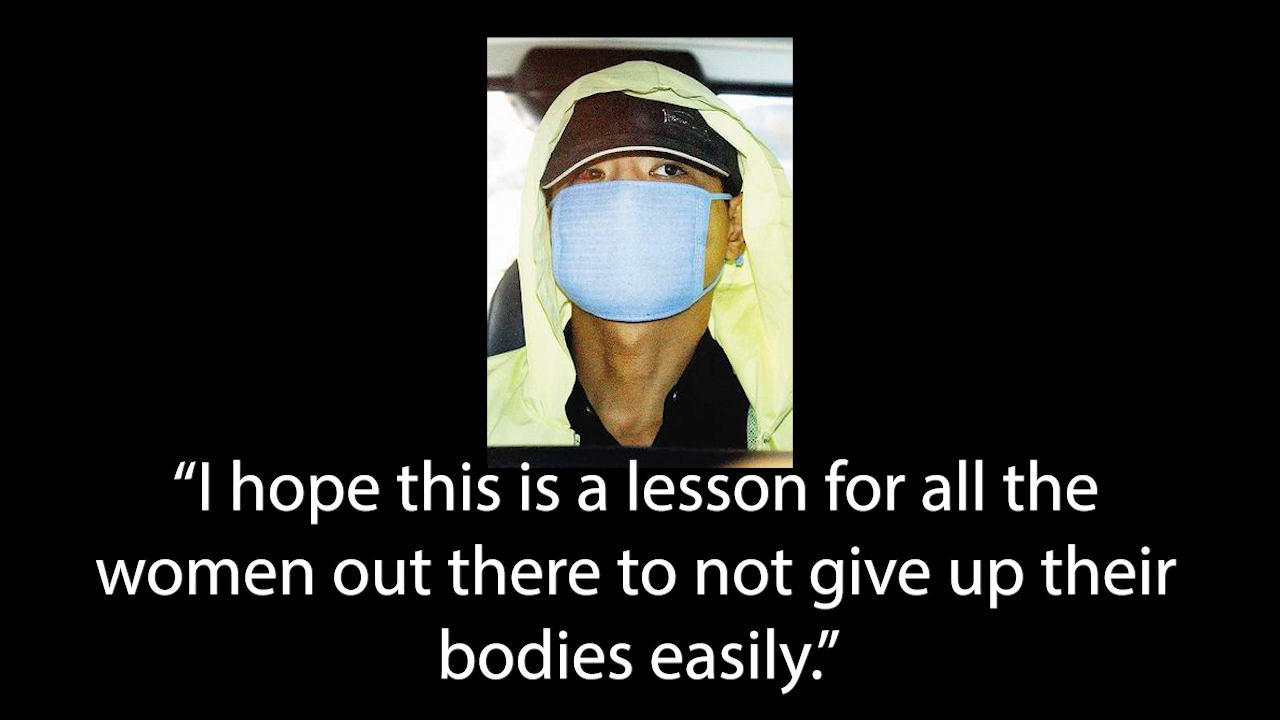 “I hope this is a lesson for all the
women out there to not give up their
bodies easily.”